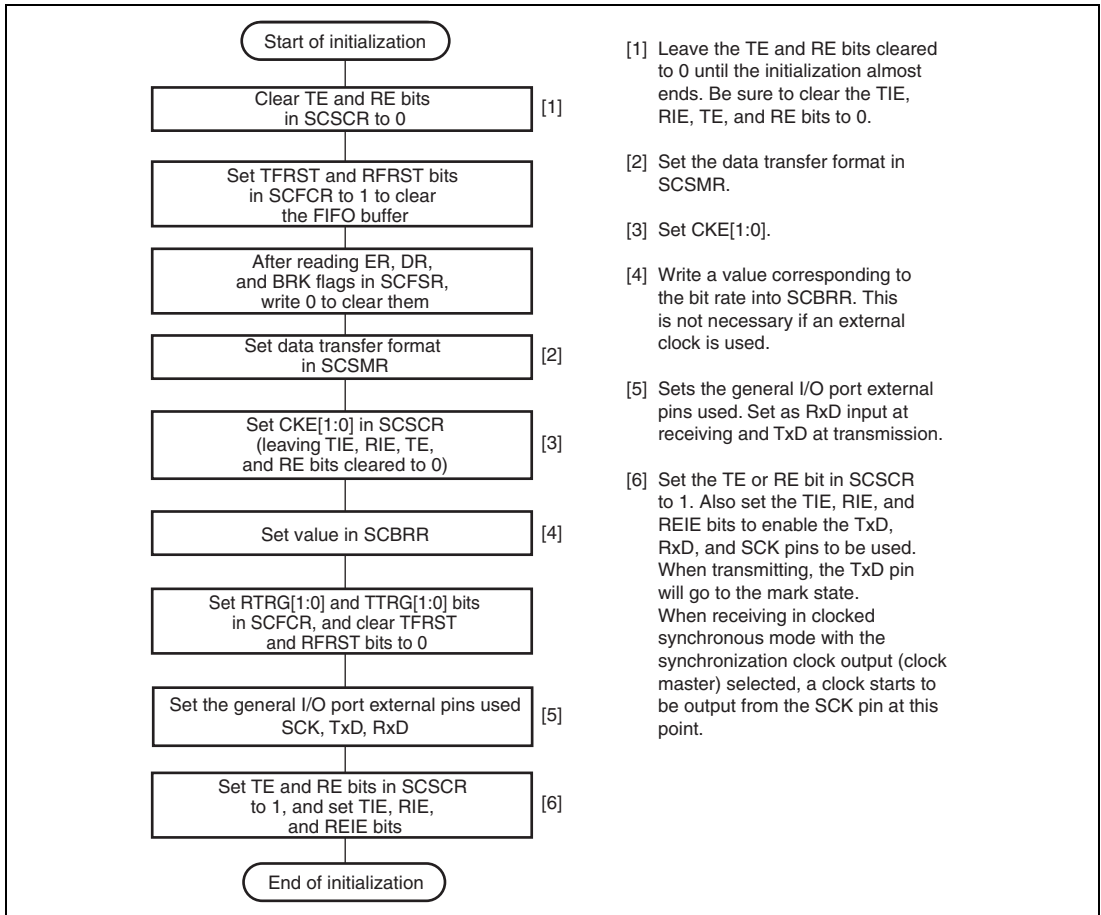 Start of initialization
Clear TE and RE bits
in SCSCR to 0
[1]
Set TFRST and RFRST bits
in SCFCR to 1 to clear
the FIFO buffer
After reading ER, DR,
and BRK flags in SCFSR,
write 0 to clear them
Set data transfer format
in SCSMR
[2]
Set CKE[1:0] in SCSCR
(leaving TIE, RIE, TE,
and RE bits cleared to 0)
[3]
Set value in SCBRR
[4]
Set RTRG[1:0] and TTRG[1:0] bits
in SCFCR, and clear TFRST
and RFRST bits to 0
Set the general I/O port external pins used
SCK, TxD, RxD
[5]
Set TE and RE bits in SCSCR
to 1, and set TIE, RIE,
and REIE bits
[6]
End of initialization
[1] Leave the TE and RE bits cleared
to 0 until the initialization almost
ends. Be sure to clear the TIE,
RIE, TE, and RE bits to 0.
[2] Set the data transfer format in
SCSMR.
[3] Set CKE[1:0].
[4] Write a value corresponding to
the bit rate into SCBRR. This
is not necessary if an external
clock is used.
[5] Sets the general I/O port external
pins used. Set as RxD input at
receiving and TxD at transmission.
[6] Set the TE or RE bit in SCSCR
to 1. Also set the TIE, RIE, and
REIE bits to enable the TxD,
RxD, and SCK pins to be used.
When transmitting, the TxD pin
will go to the mark state.
When receiving in clocked
synchronous mode with the
synchronization clock output (clock
master) selected, a clock starts to
be output from the SCK pin at this
point.